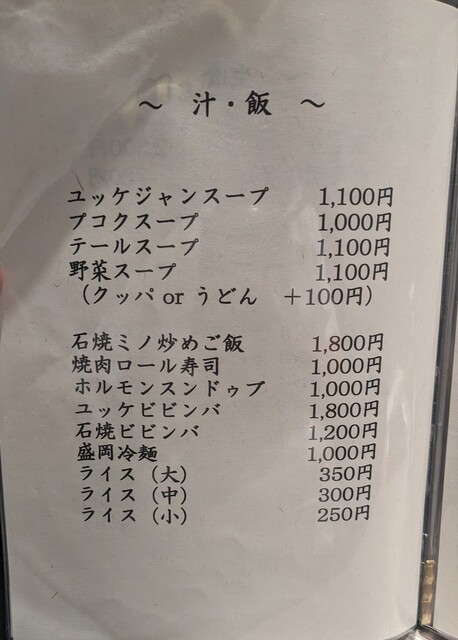 ～ 汁・飯 ～
ユッケジャンスープ 1,100円
プコクスープ 1,000円
テールスープ 1,100円
野菜スープ 1,100円
（クッパ or うどん ＋100円）
石焼ミノ炒めご飯 1,800円
焼肉ロール寿司 1,000円
ホルモンスンドゥブ 1,000円
ユッケビビンバ 1,800円
石焼ビビンバ 1,200円
盛岡冷麺 1,000円
ライス（大） 350円
ライス（中） 300円
ライス（小） 250円